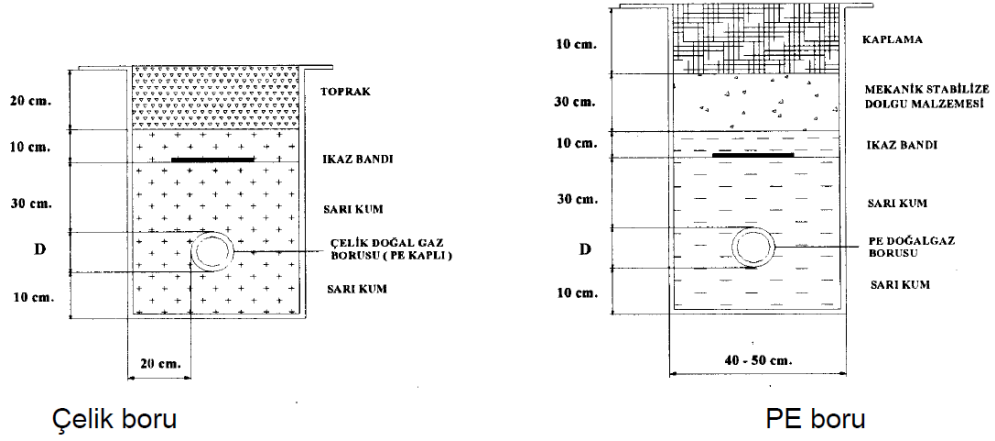 20 cm.
TOPRAK
10 cm.
IKAZ BANDI
30 cm.
SARI KUM
D
ÇELİK DOĞAL GAZ
BORUSU ( PE KAPLI )
10 cm.
SARI KUM
20 cm.
Çelik boru
10 cm.
KAPLAMA
30 cm.
MEKANİK STABİLİZE
DOLGU MALZEMESİ
10 cm.
IKAZ BANDI
30 cm.
SARI KUM
D
PE DOĞALGAZ
BORUSU
10 cm.
SARI KUM
40 - 50 cm.
PE boru